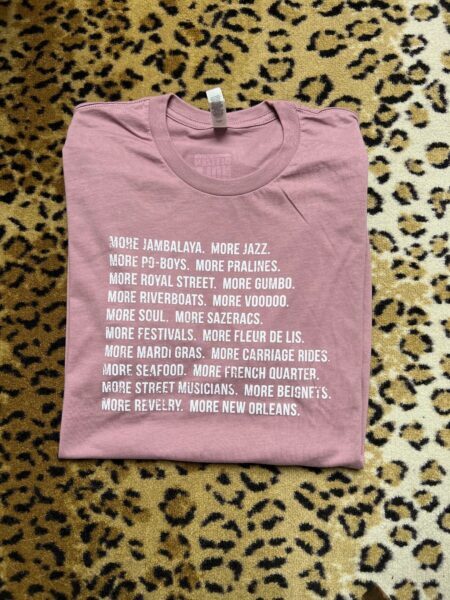 MORE JAMBALAYA. MORE JAZZ.
MORE PO-BOYS. MORE PRALINES.
MORE ROYAL STREET. MORE GUMBO.
MORE RIVERBOATS. MORE VOODOO.
MORE SOUL. MORE SAZERACS.
MORE FESTIVALS. MORE FLEUR DE LIS.
MORE MARDI GRAS. MORE CARRIAGE RIDES.
MORE SEAFOOD. MORE FRENCH QUARTER.
MORE STREET MUSICIANS. MORE BEIGNETS.
MORE REVELRY. MORE NEW ORLEANS.